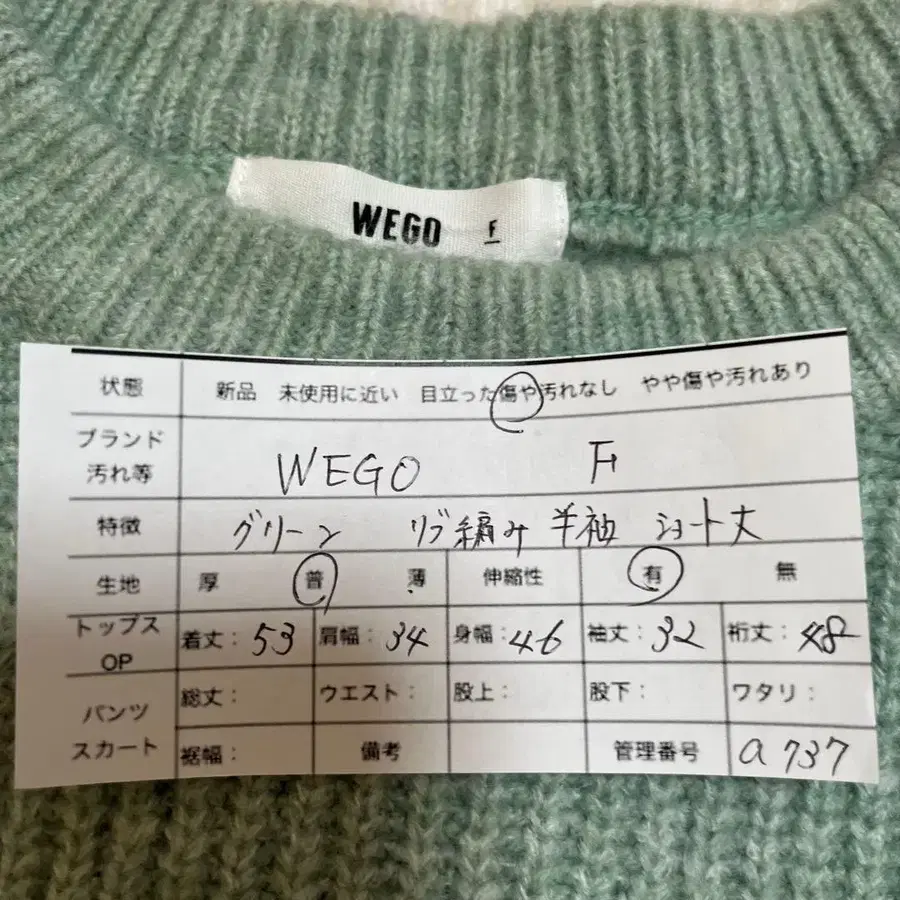 WEGO F
状態 新品 未使用に近い 目立った傷や汚れなし やや傷や汚れあり
ブランド
汚れ等 WEGO F
特徴 グリーン リブ編み 半袖 ショート丈
生地 厚 普 薄 伸縮性 有 無
トップス
OP 着丈：53 肩幅：34 身幅：46 袖丈：32 裄丈：48
パンツ
スカート 総丈： ウエスト： 股上： 股下： ワタリ：
裾幅： 備考 管理番号 a737